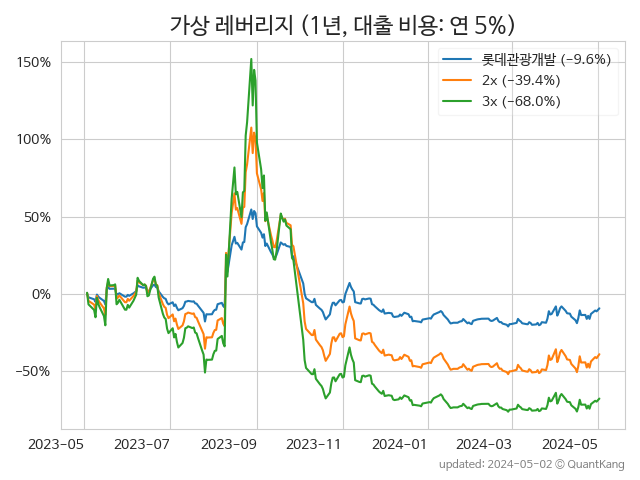 가상 레버리지 (1년, 대출 비용: 연 5%)
롯데관광개발 (−9.6%)
2x (−39.4%)
3x (−68.0%)
150%
100%
50%
0%
−50%
2023-05 2023-07 2023-09 2023-11 2024-01 2024-03 2024-05
updated: 2024-05-02 © QuantKang